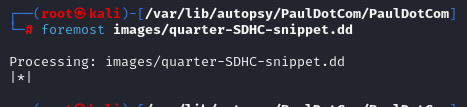 ┌──(root㉿kali)-[/var/lib/autopsy/PaulDotCom/PaulDotCom]
└─# foremost images/quarter-SDHC-snippet.dd
Processing: images/quarter-SDHC-snippet.dd
|*|